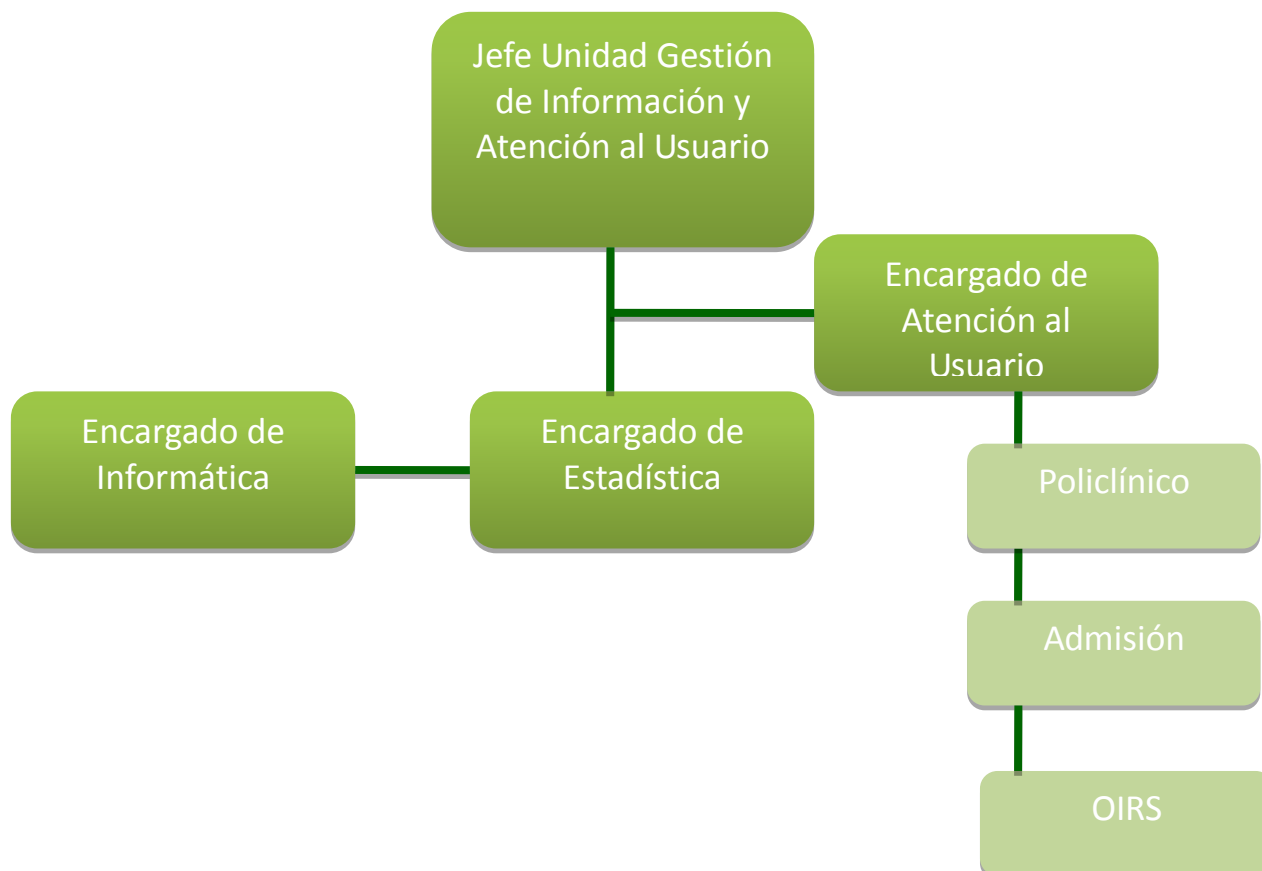 Jefe Unidad Gestión
de Información y
Atención al Usuario
Encargado de
Atención al
Usuario
Encargado de
Informática
Encargado de
Estadística
Policlínico
Admisión
OIRS